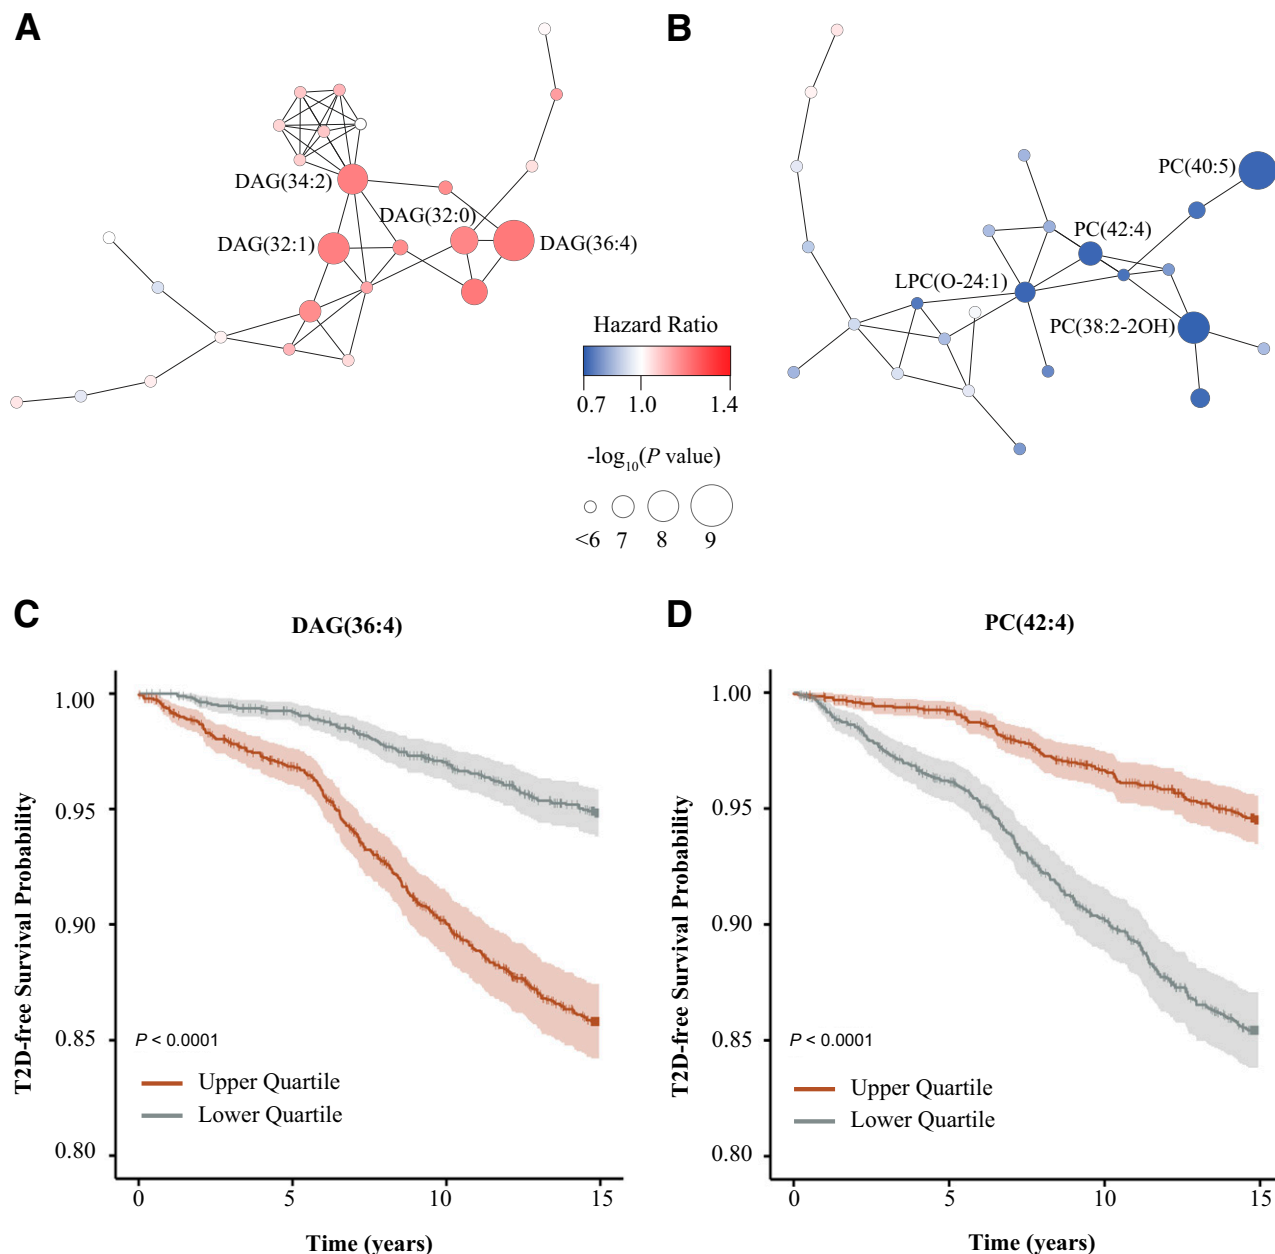 A
B
DAG(34:2)
DAG(32:0)
DAG(32:1)
DAG(36:4)
PC(40:5)
PC(42:4)
LPC(O-24:1)
PC(38:2-2OH)
Hazard Ratio
0.7 1.0 1.4
-log10(P value)
<6 7 8 9
C
DAG(36:4)
T2D-free Survival Probability
1.00
0.95
0.90
0.85
0.80
P < 0.0001
Upper Quartile
Lower Quartile
0 5 10 15
Time (years)
D
PC(42:4)
T2D-free Survival Probability
1.00
0.95
0.90
0.85
0.80
P < 0.0001
Upper Quartile
Lower Quartile
0 5 10 15
Time (years)